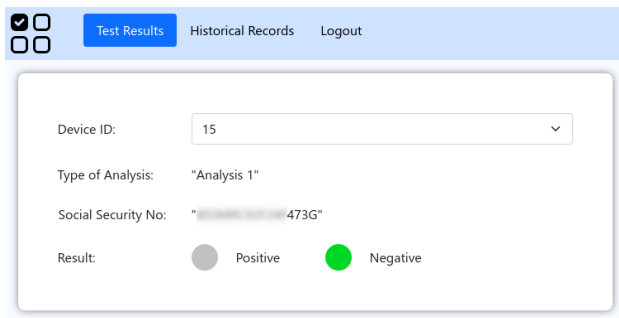 Test Results Historical Records Logout
Device ID: 15
Type of Analysis: "Analysis 1"
Social Security No: " 473G"
Result: Positive Negative